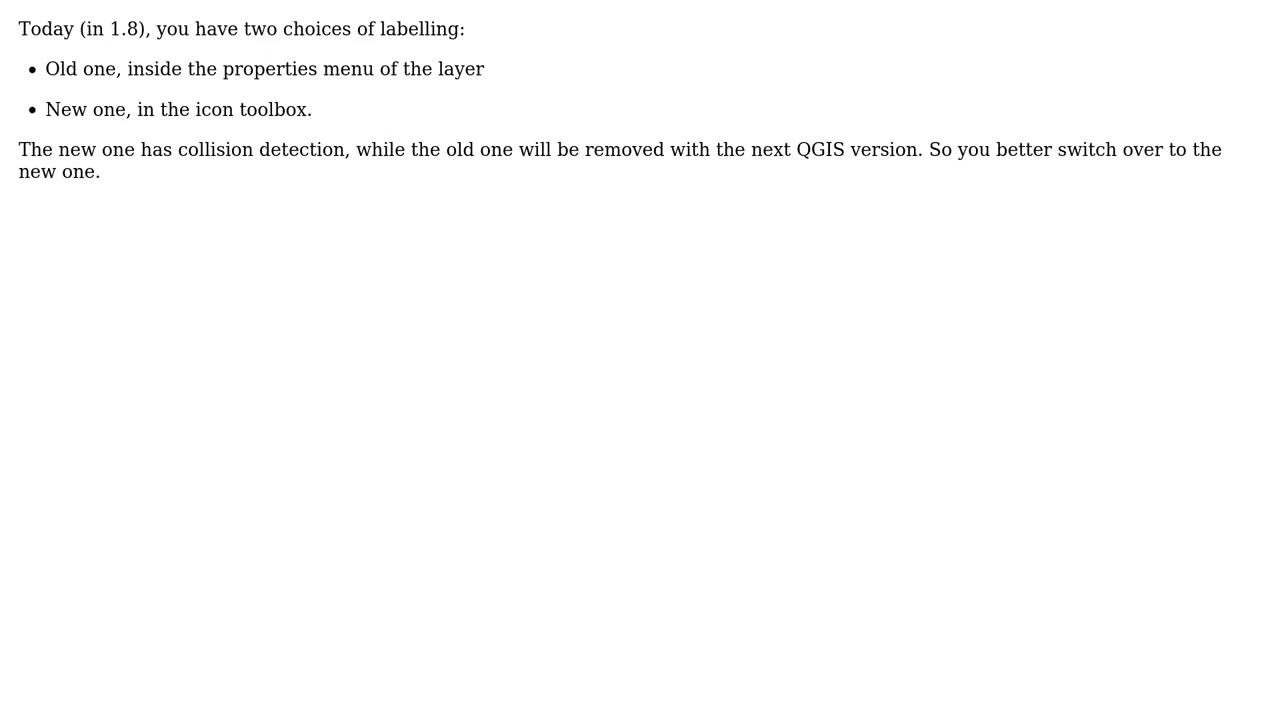 Today (in 1.8), you have two choices of labelling:
• Old one, inside the properties menu of the layer
• New one, in the icon toolbox.
The new one has collision detection, while the old one will be removed with the next QGIS version. So you better switch over to the
new one.